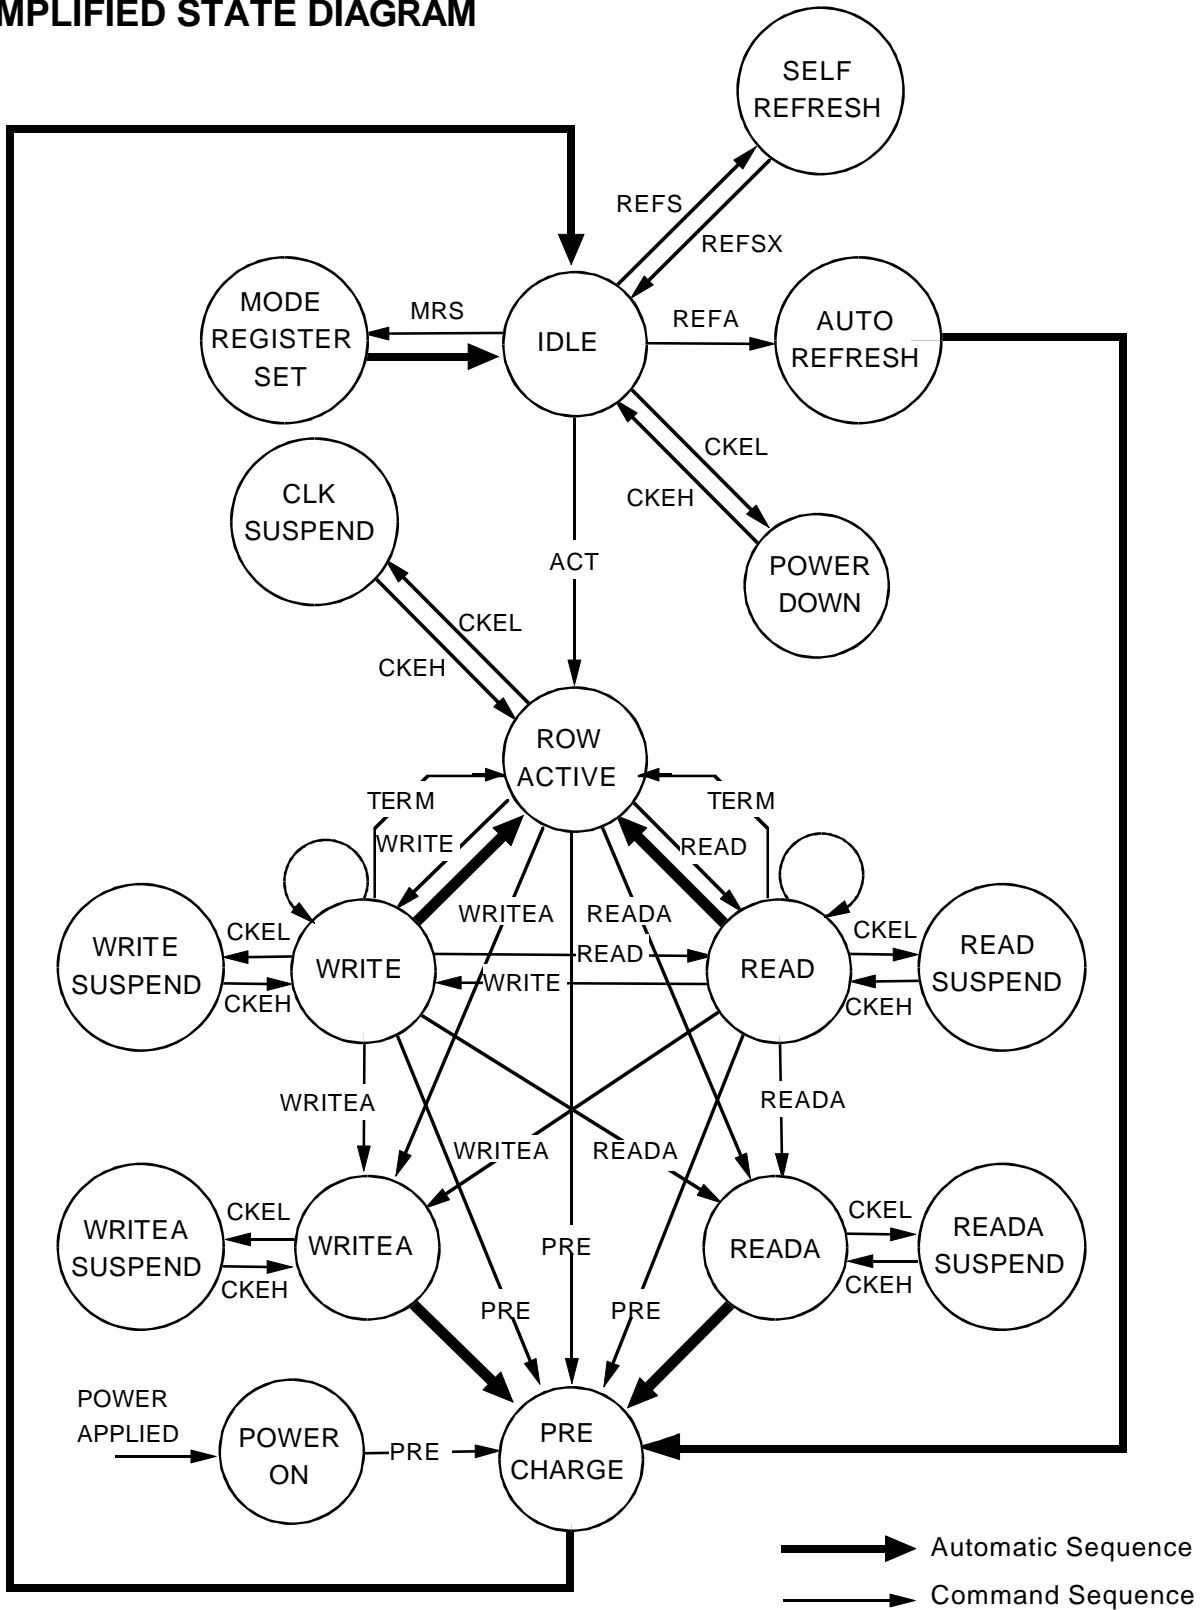 MPLIFIED STATE DIAGRAM
SELF
REFRESH
REFS
REFSX
MODE
REGISTER
SET
MRS
IDLE
REFA
AUTO
REFRESH
CKEL
CKEH
CLK
SUSPEND
POWER
DOWN
ACT
CKEL
CKEH
ROW
ACTIVE
TERM
TERM
WRITE
READ
WRITEA
READA
WRITE
SUSPEND
CKEL
CKEH
WRITE
READ
WRITE
READ
CKEL
CKEH
READ
SUSPEND
WRITEA
READA
WRITEA
READA
WRITEA
SUSPEND
CKEL
CKEH
WRITEA
PRE
READA
CKEL
CKEH
READA
SUSPEND
PRE
PRE
POWER
APPLIED
POWER
ON
PRE
PRE
CHARGE
Automatic Sequence
Command Sequence